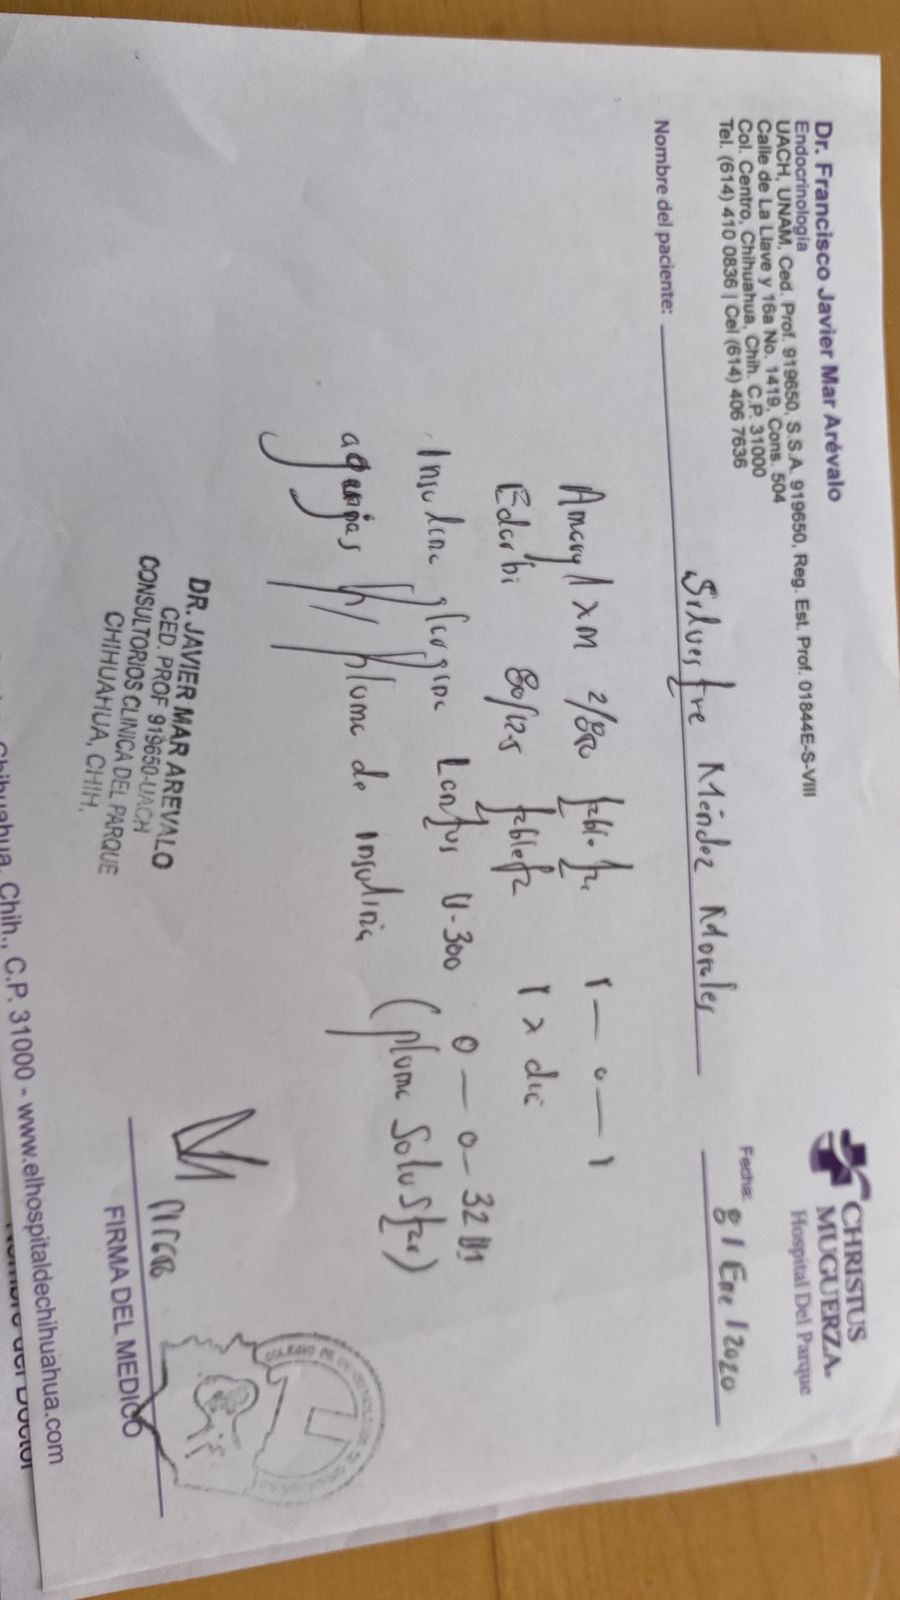 Dr. Francisco Javier Mar Arévalo
Endocrinología
UACH, UNAM, Ced. Prof. 919650, S.S.A. 919650, Reg. Est. Prof. 01844E-S-VIII
Calle de La Llave y 16a No. 1419, Cons. 504
Col. Centro, Chihuahua, Chih. C.P. 31000
Tel. (614) 410 0836 | Cel (614) 406 7636
CHRISTUS
MUGUERZA.
Hospital Del Parque
Fecha: 8 / Ene / 2020
Nombre del paciente: Silvestre Méndez Morales
Amaryl M 2/850 1 — 0 — 1
Edarbi 80/12.5 tableta 1 x dia
Insulina glargina Lantus U-300 0 — 0 — 32 UI
agujas p/ pluma de insulina (pluma Solostar)
DR. JAVIER MAR AREVALO
CED. PROF 919650-UACH
CONSULTORIOS CLINICA DEL PARQUE
CHIHUAHUA, CHIH.
FIRMA DEL MEDICO
Chihuahua, Chih., C.P. 31000 - www.elhospitaldechihuahua.com
Nombre del Doctor